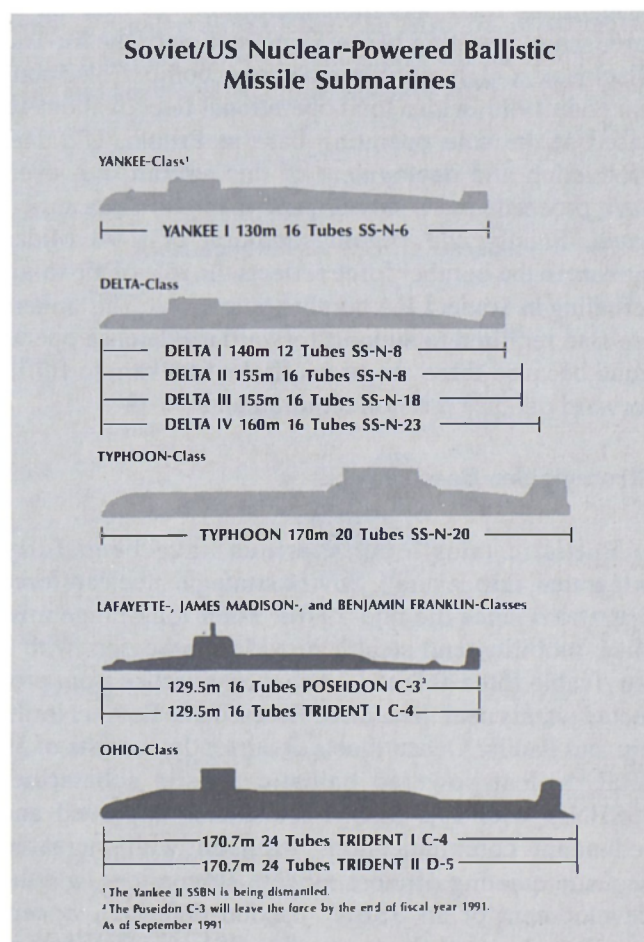 Soviet/US Nuclear-Powered Ballistic
Missile Submarines
YANKEE-Class¹
YANKEE I 130m 16 Tubes SS-N-6
DELTA-Class
DELTA I 140m 12 Tubes SS-N-8
DELTA II 155m 16 Tubes SS-N-8
DELTA III 155m 16 Tubes SS-N-18
DELTA IV 160m 16 Tubes SS-N-23
TYPHOON-Class
TYPHOON 170m 20 Tubes SS-N-20
LAFAYETTE-, JAMES MADISON-, and BENJAMIN FRANKLIN-Classes
129.5m 16 Tubes POSEIDON C-3²
129.5m 16 Tubes TRIDENT I C-4
OHIO-Class
170.7m 24 Tubes TRIDENT I C-4
170.7m 24 Tubes TRIDENT II D-5
¹ The Yankee II SSBN is being dismantled.
² The Poseidon C-3 will leave the force by the end of fiscal year 1991.
As of September 1991